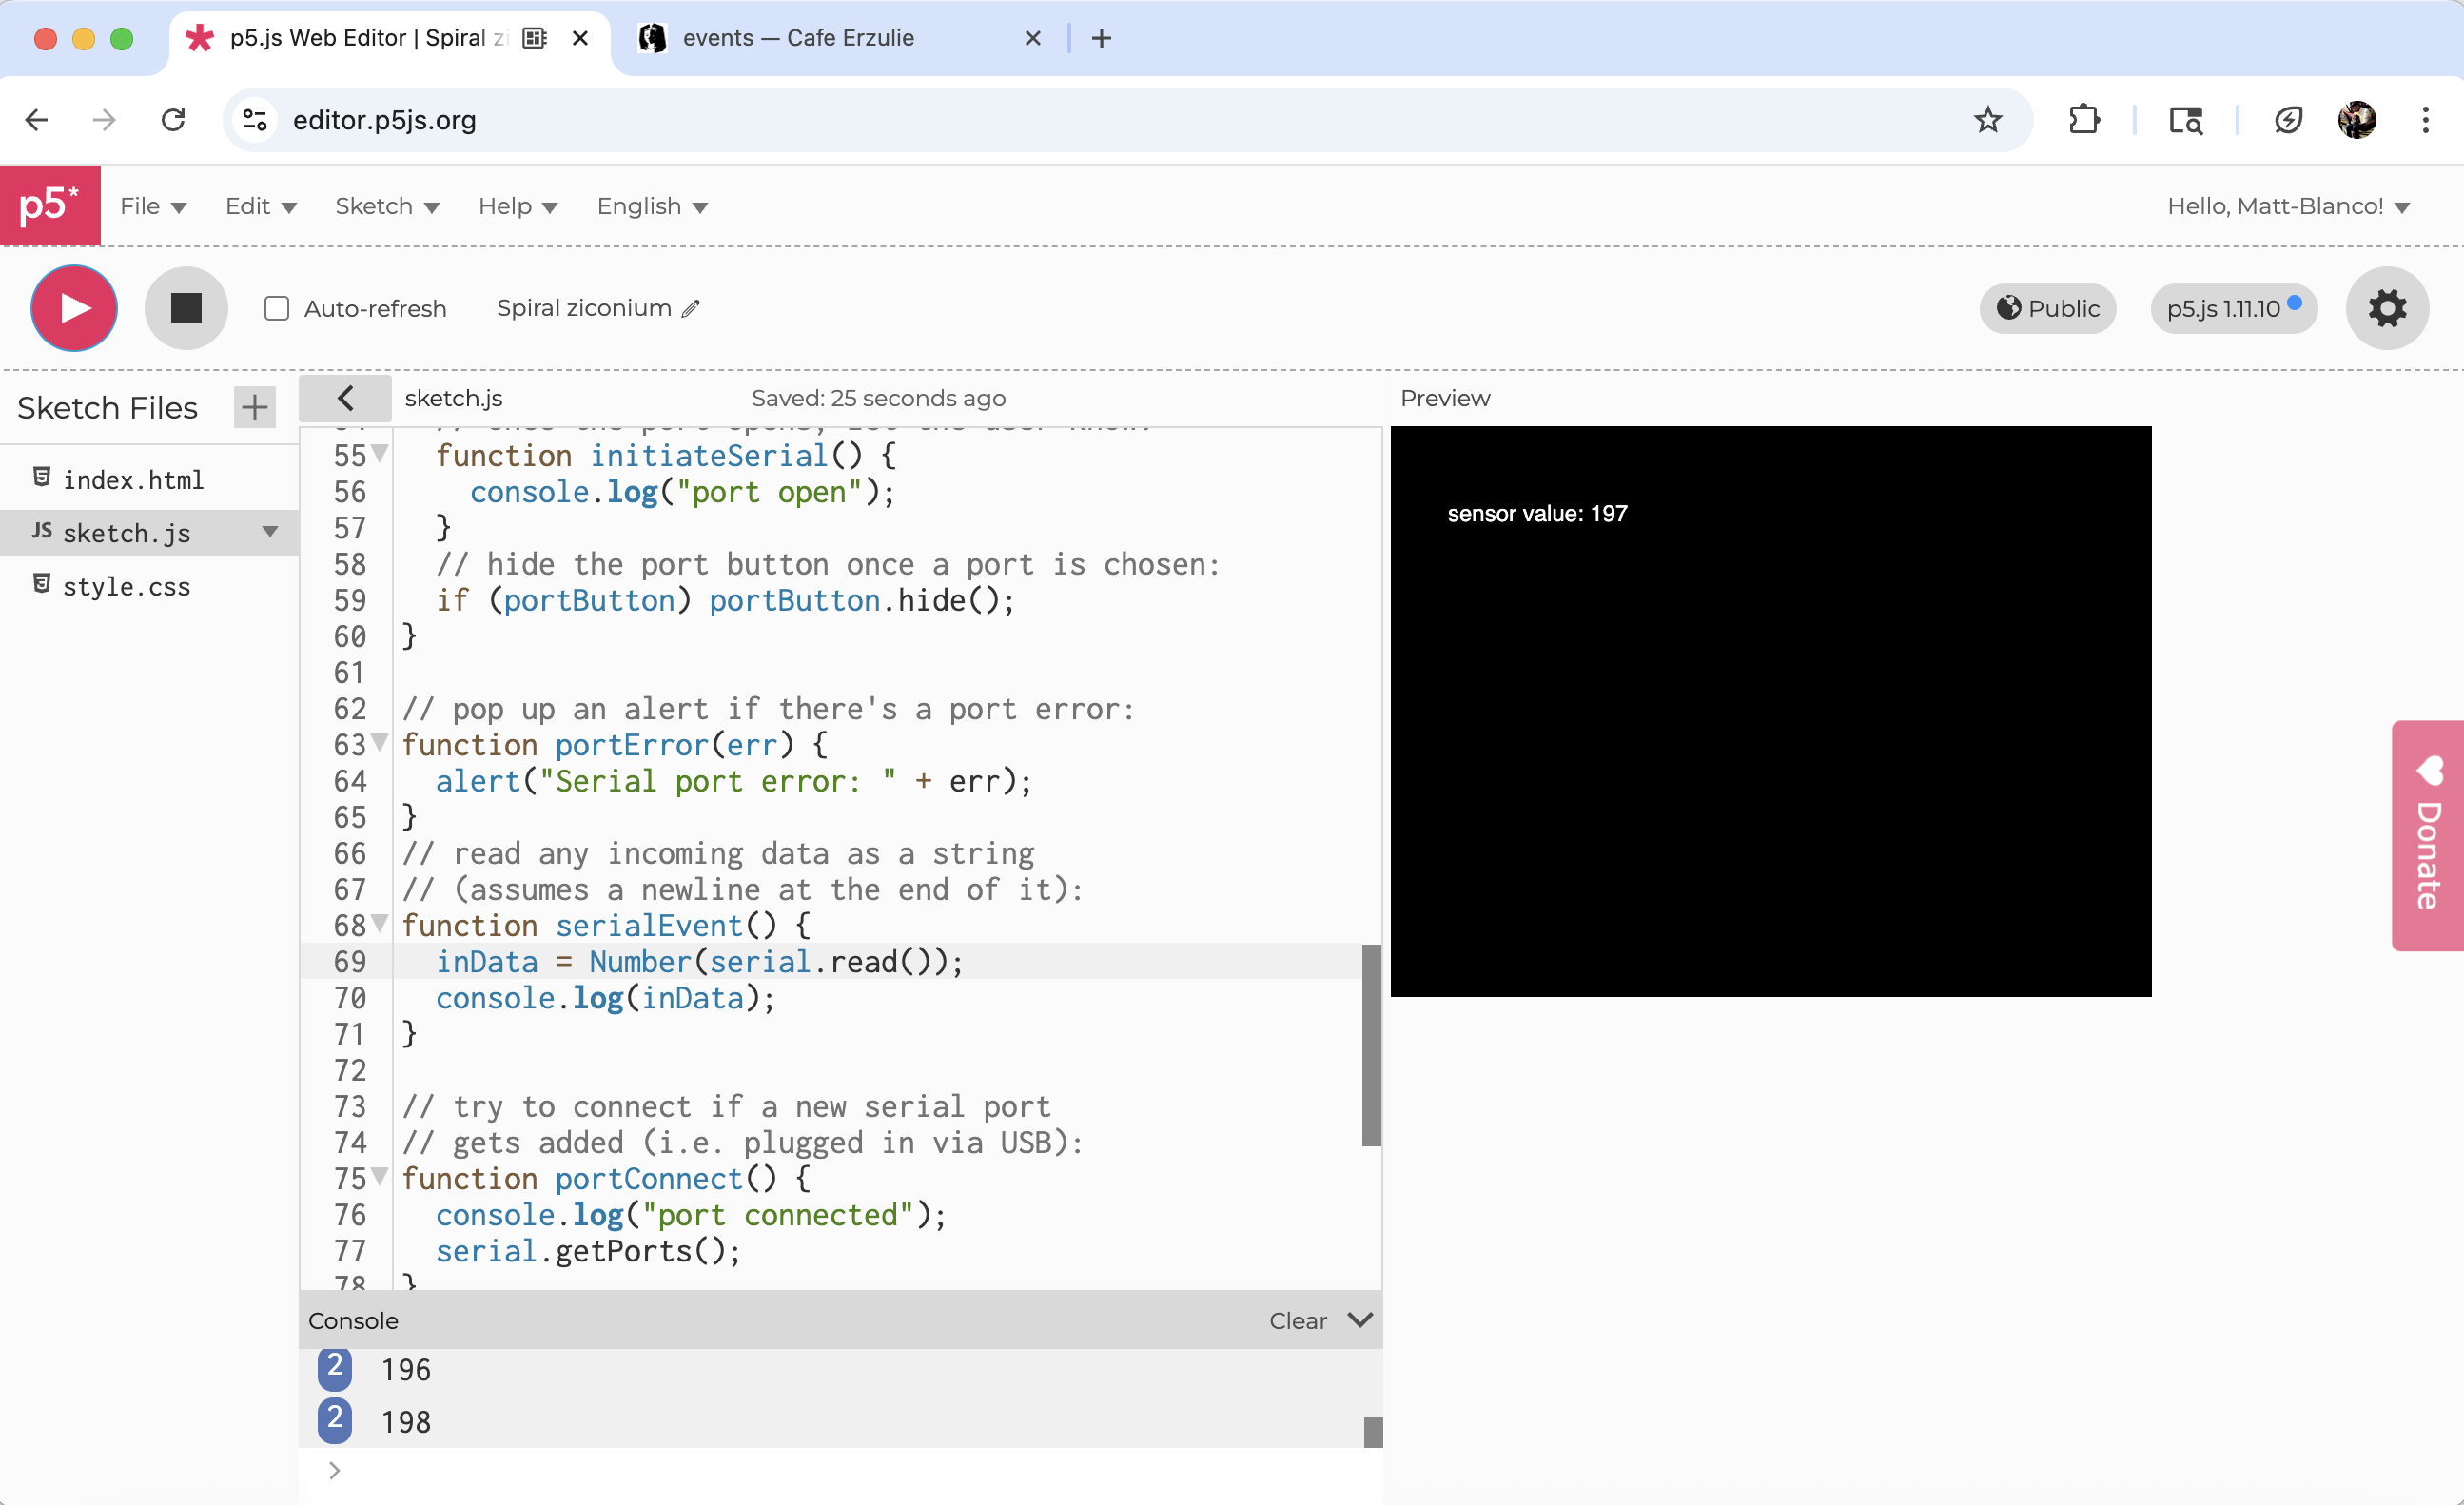 p5.js Web Editor | Spiral zi
events — Cafe Erzulie
editor.p5js.org
p5*
File
Edit
Sketch
Help
English
Hello, Matt-Blanco!
Auto-refresh
Spiral ziconium
Public
p5.js 1.11.10
Sketch Files
sketch.js
Saved: 25 seconds ago
Preview
index.html
JS sketch.js
style.css
55 function initiateSerial() {
56 console.log("port open");
57 }
58 // hide the port button once a port is chosen:
59 if (portButton) portButton.hide();
60 }
61
62 // pop up an alert if there's a port error:
63 function portError(err) {
64 alert("Serial port error: " + err);
65 }
66 // read any incoming data as a string
67 // (assumes a newline at the end of it):
68 function serialEvent() {
69 inData = Number(serial.read());
70 console.log(inData);
71 }
72
73 // try to connect if a new serial port
74 // gets added (i.e. plugged in via USB):
75 function portConnect() {
76 console.log("port connected");
77 serial.getPorts();
78 }
sensor value: 197
Donate
Console
Clear
2 196
2 198
>